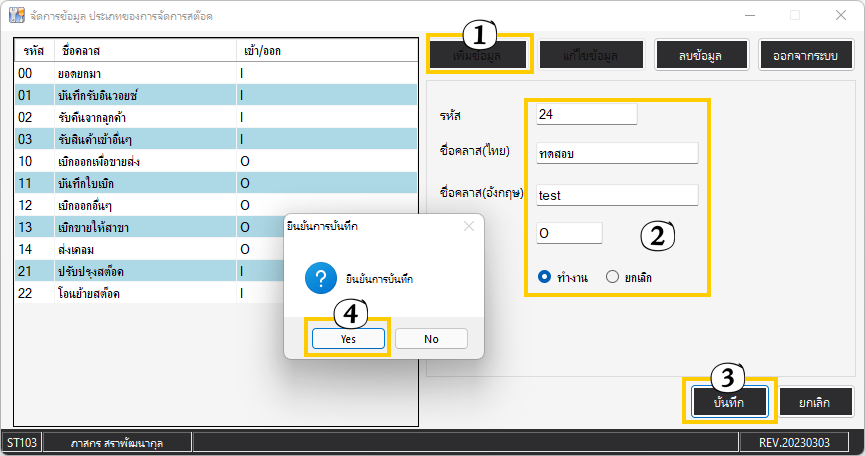 จัดการข้อมูล ประเภทของการจัดการสต๊อค
รหัส ชื่อคลาส เข้า/ออก
00 ยอดยกมา I
01 บันทึกรับอินวอยซ์ I
02 รับคืนจากลูกค้า I
03 รับสินค้าเข้าอื่นๆ I
10 เบิกออกเพื่อขายส่ง O
11 บันทึกใบเบิก O
12 เบิกออกอื่นๆ O
13 เบิกขายให้สาขา O
14 ส่งเคลม O
21 ปรับปรุงสต๊อค I
22 โอนย้ายสต๊อค I
1
เพิ่มข้อมูล แก้ไขข้อมูล ลบข้อมูล ออกจากระบบ
รหัส 24
ชื่อคลาส(ไทย) ทดสอบ
ชื่อคลาส(อังกฤษ) test
O
2
ทำงาน ยกเลิก
ยืนยันการบันทึก
ยืนยันการบันทึก
4
Yes No
3
บันทึก ยกเลิก
ST103 ภาสกร สราพัฒนากุล REV.20230303